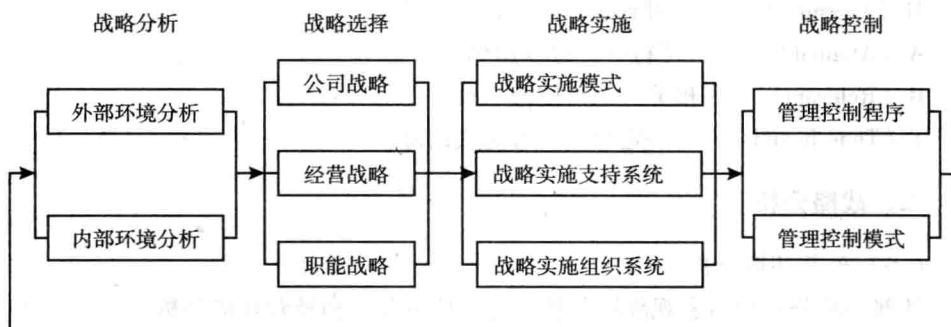 战略分析
战略选择
战略实施
战略控制
外部环境分析
内部环境分析
公司战略
经营战略
职能战略
战略实施模式
战略实施支持系统
战略实施组织系统
管理控制程序
管理控制模式